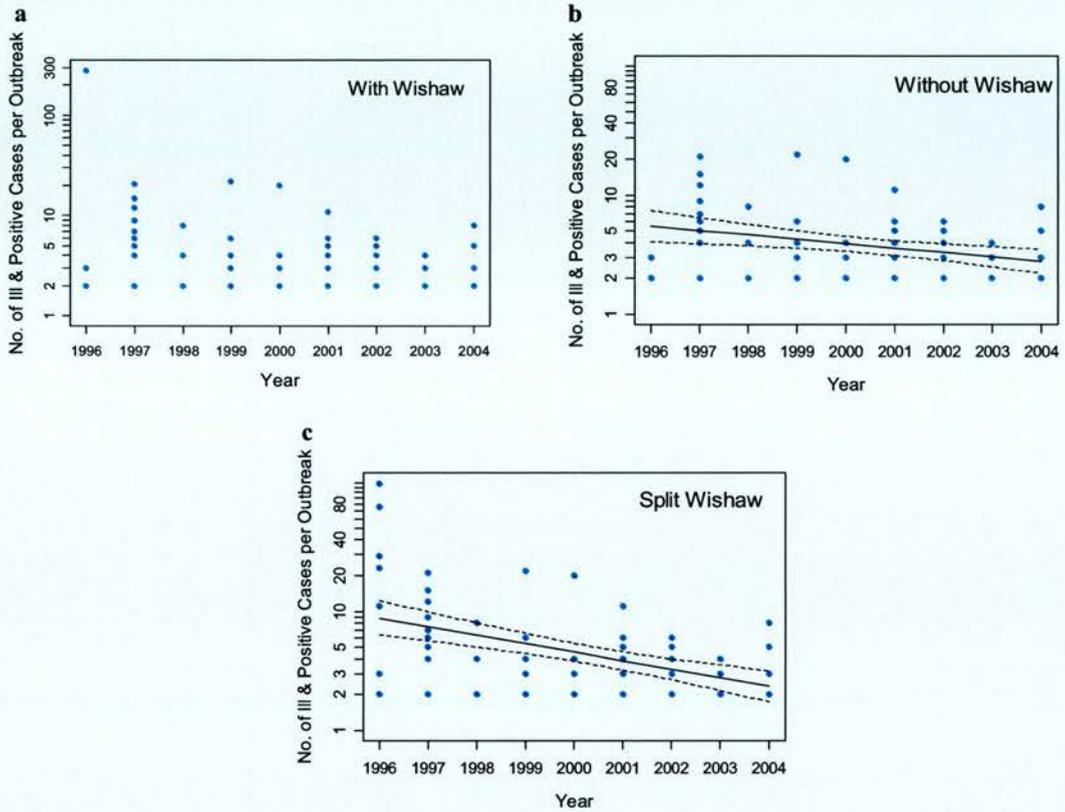 a
With Wishaw
No. of Ill & Positive Cases per Outbreak
300
100
10
5
2
1
1996 1997 1998 1999 2000 2001 2002 2003 2004
Year
b
Without Wishaw
No. of Ill & Positive Cases per Outbreak
80
40
20
10
5
3
2
1
1996 1997 1998 1999 2000 2001 2002 2003 2004
Year
c
Split Wishaw
No. of Ill & Positive Cases per Outbreak
80
40
20
10
5
3
2
1
1996 1997 1998 1999 2000 2001 2002 2003 2004
Year